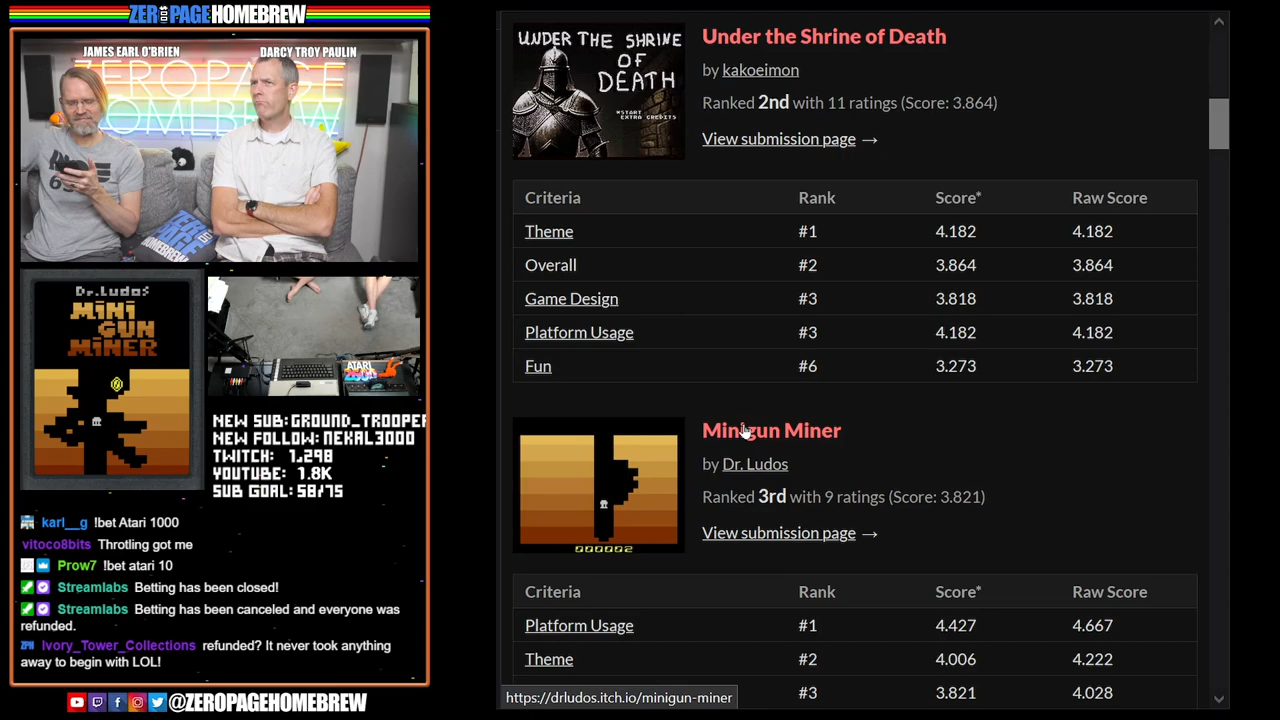 ZEROPAGEHOMEBREW
JAMES EARL O'BRIEN
DARCY TROY PAULIN
ZEROPAGE
HOMEBREW
Dr.Ludos
MINI
GUN
MINER
ATARI
NEW SUB:GROUND_TROOPER
NEW FOLLOW:NEKAL3000
TWITCH: 1,298
YOUTUBE: 1.8K
SUB GOAL:58/75
karl__g !bet Atari 1000
vitoco8bits Throtling got me
Prow7 !bet atari 10
Streamlabs Betting has been closed!
Streamlabs Betting has been canceled and everyone was
refunded.
Ivory_Tower_Collections refunded? It never took anything
away to begin with LOL!
@ZEROPAGEHOMEBREW
UNDER THE SHRINE
OF
DEATH
START
EXTRA CREDITS
Under the Shrine of Death
by kakoeimon
Ranked 2nd with 11 ratings (Score: 3.864)
View submission page →
Criteria Rank Score* Raw Score
Theme #1 4.182 4.182
Overall #2 3.864 3.864
Game Design #3 3.818 3.818
Platform Usage #3 4.182 4.182
Fun #6 3.273 3.273
Minigun Miner
by Dr. Ludos
Ranked 3rd with 9 ratings (Score: 3.821)
View submission page →
000002
Criteria Rank Score* Raw Score
Platform Usage #1 4.427 4.667
Theme #2 4.006 4.222
#3 3.821 4.028
https://drludos.itch.io/minigun-miner